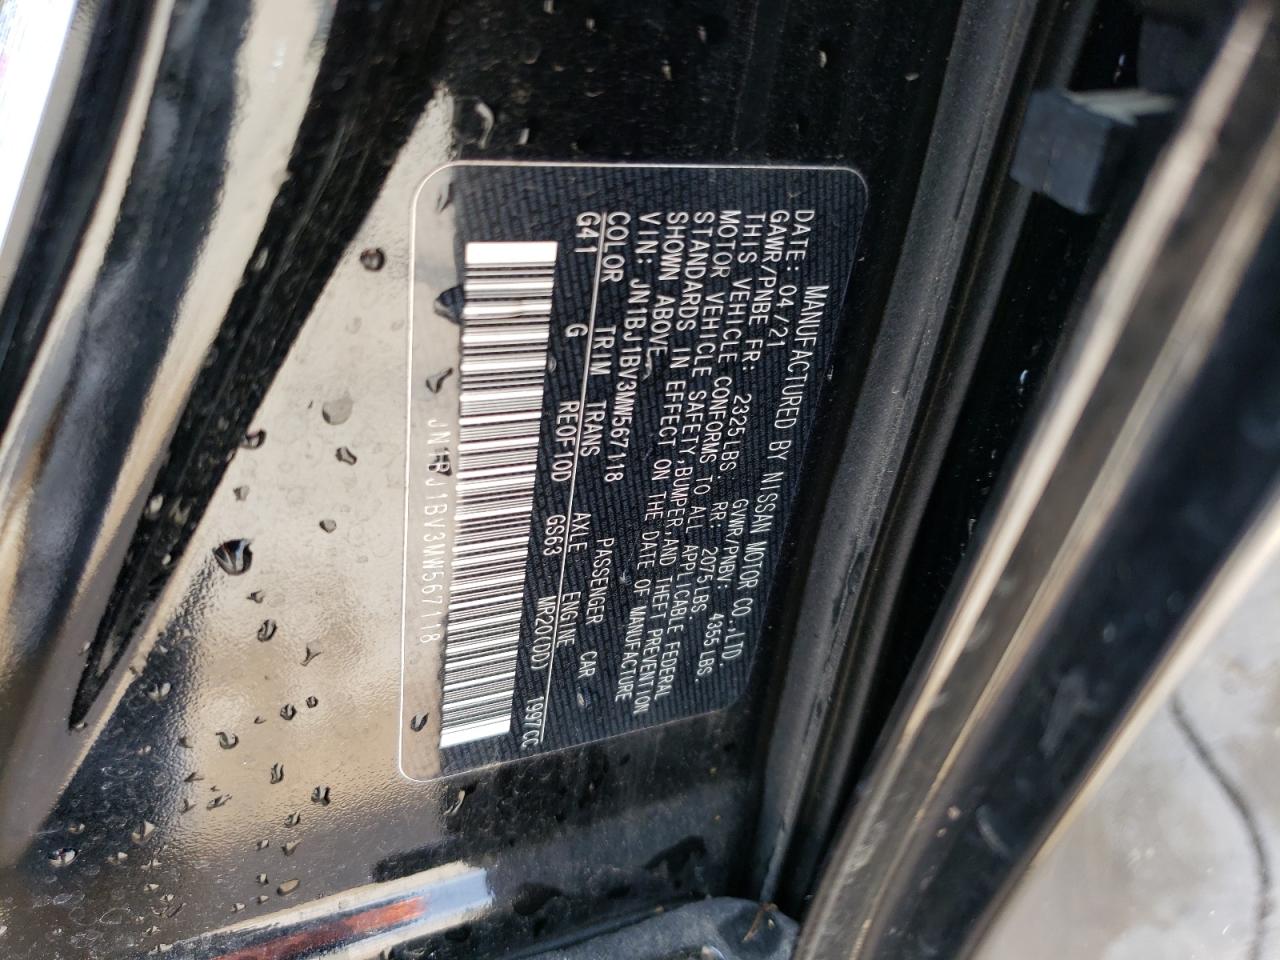 MANUFACTURED BY NISSAN MOTOR CO.,LTD.
DATE: 04/21 GVWR/PNBV: 4355LBS
GAWR/PNBE FR: 2325LBS. RR: 2075LBS.
THIS VEHICLE CONFORMS TO ALL APPLICABLE FEDERAL
MOTOR VEHICLE SAFETY,BUMPER,AND THEFT PREVENTION
STANDARDS IN EFFECT ON THE DATE OF MANUFACTURE
SHOWN ABOVE.
VIN: JN1BJ1BV3MW567118 PASSENGER CAR
COLOR TRIM TRANS AXLE ENGINE
G41 G RE0F10D GS63 MR20(DD) 1997CC
JN1BJ1BV3MW567118